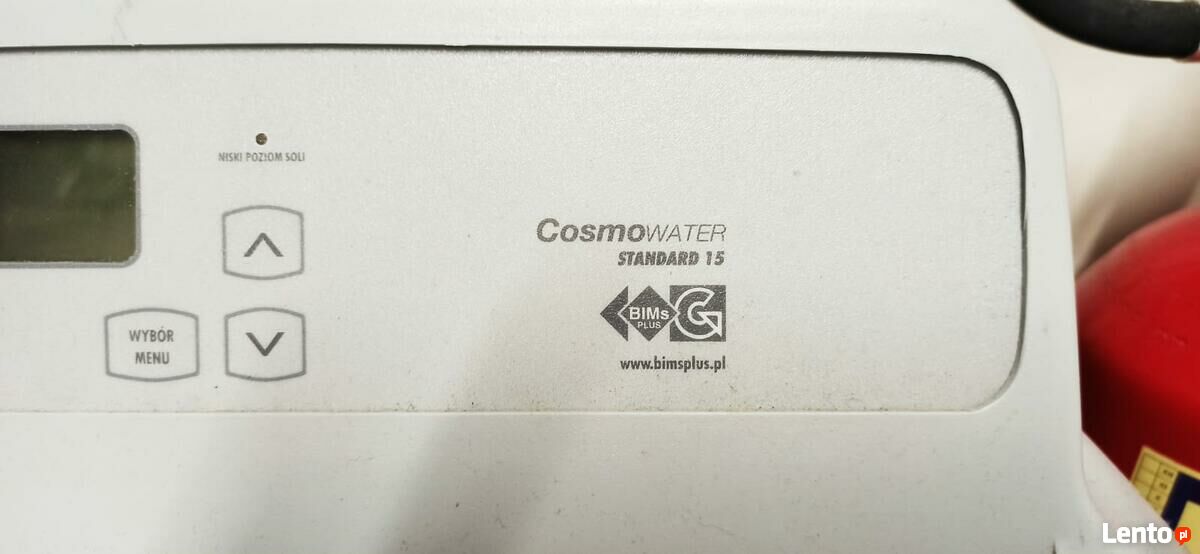 NISKI POZIOM SOLI
COSMOWATER
STANDARD 15
BIMs
PLUS
WYBÓR
MENU
www.bimsplus.pl
Lento.pl